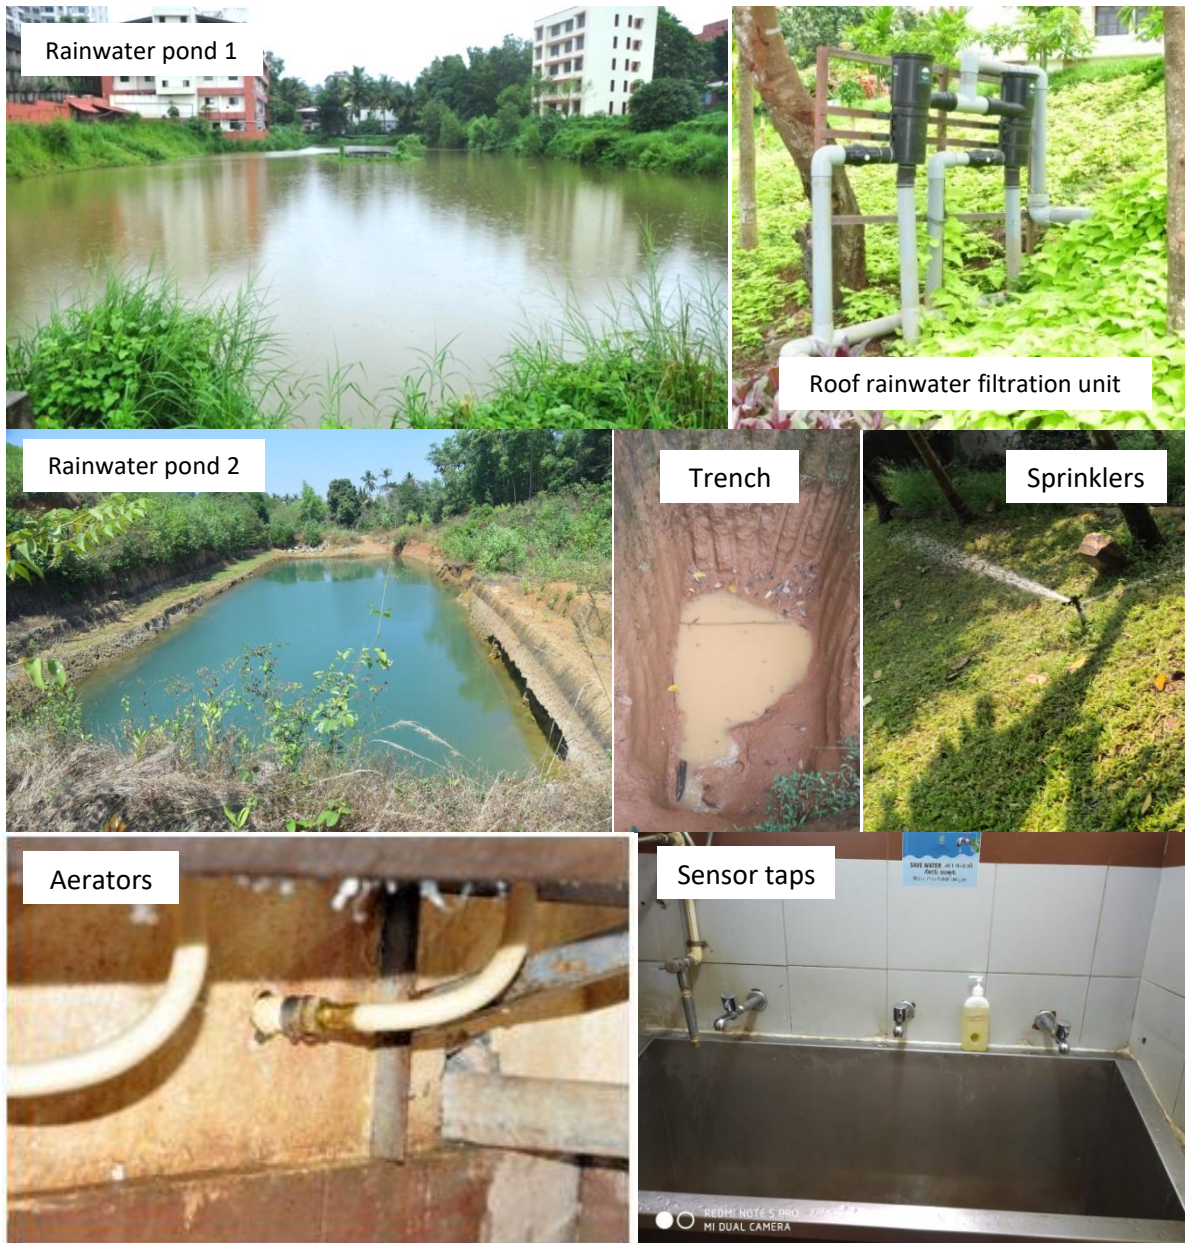 Rainwater pond 1
Roof rainwater filtration unit
Rainwater pond 2
Trench
Sprinklers
Aerators
Sensor taps
SAVE WATER
REDMI NOTE 5 PRO
MI DUAL CAMERA